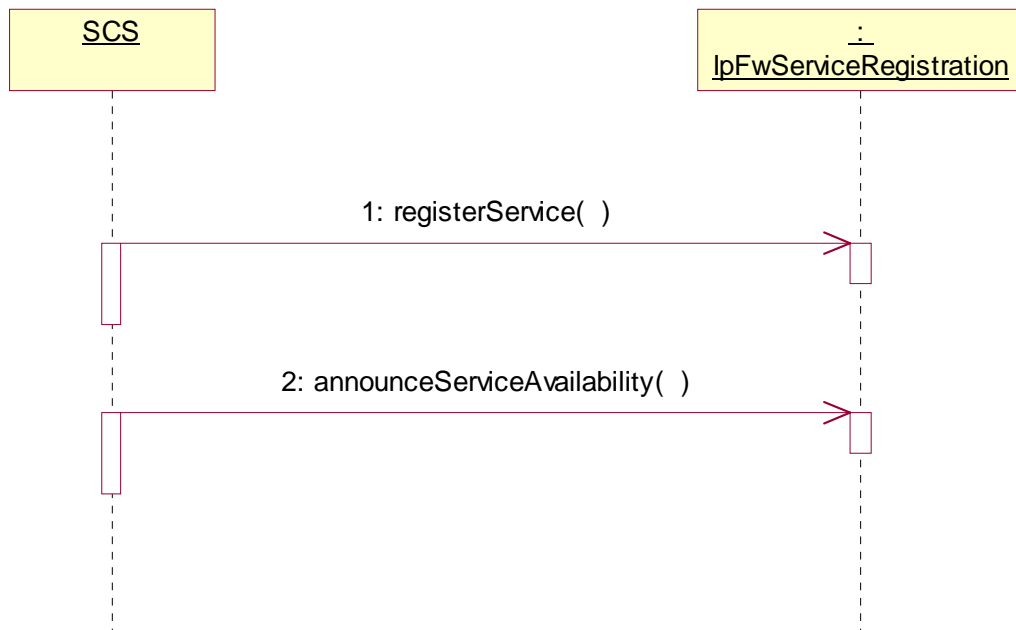 SCS
:
IpFwServiceRegistration
1: registerService( )
2: announceServiceAvailability( )